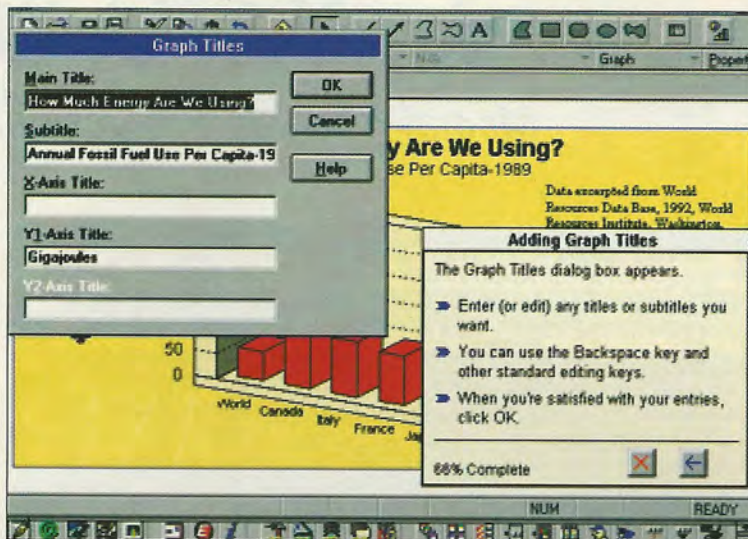 Graph Titles
Main Title:
How Much Energy Are We Using?
Subtitle:
Annual Fossil Fuel Use Per Capita-19
X-Axis Title:
Y1-Axis Title:
Gigajoules
Y2-Axis Title:
OK
Cancel
Help
A
Graph
Propert
y Are We Using?
se Per Capita-1989
Data excerpted from World
Resources Data Base, 1992, World
Resources Institute, Washington,
Adding Graph Titles
The Graph Titles dialog box appears.
Enter (or edit) any titles or subtitles you
want.
You can use the Backspace key and
other standard editing keys.
When you're satisfied with your entries,
click OK.
68% Complete
50
0
World
Canada
Italy
France
Jap
NUM
READY